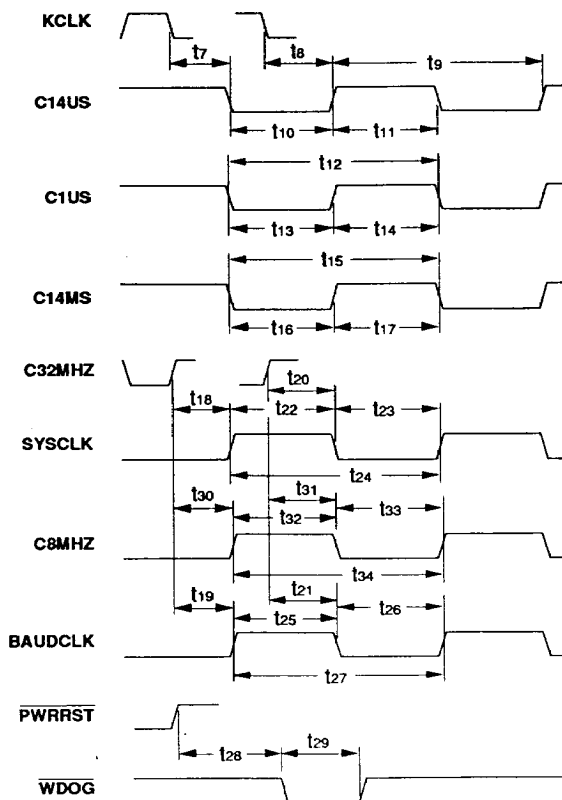 KCLK
t7 t8 t9
C14US
t10 t11
t12
C1US
t13 t14
t15
C14MS
t16 t17
C32MHZ
t20
t18 t22 t23
SYSCLK
t24
t30 t31 t33
t32
C8MHZ
t34
t19 t21 t26
t25
BAUDCLK
t27
PWRRST
t28 t29
WDOG